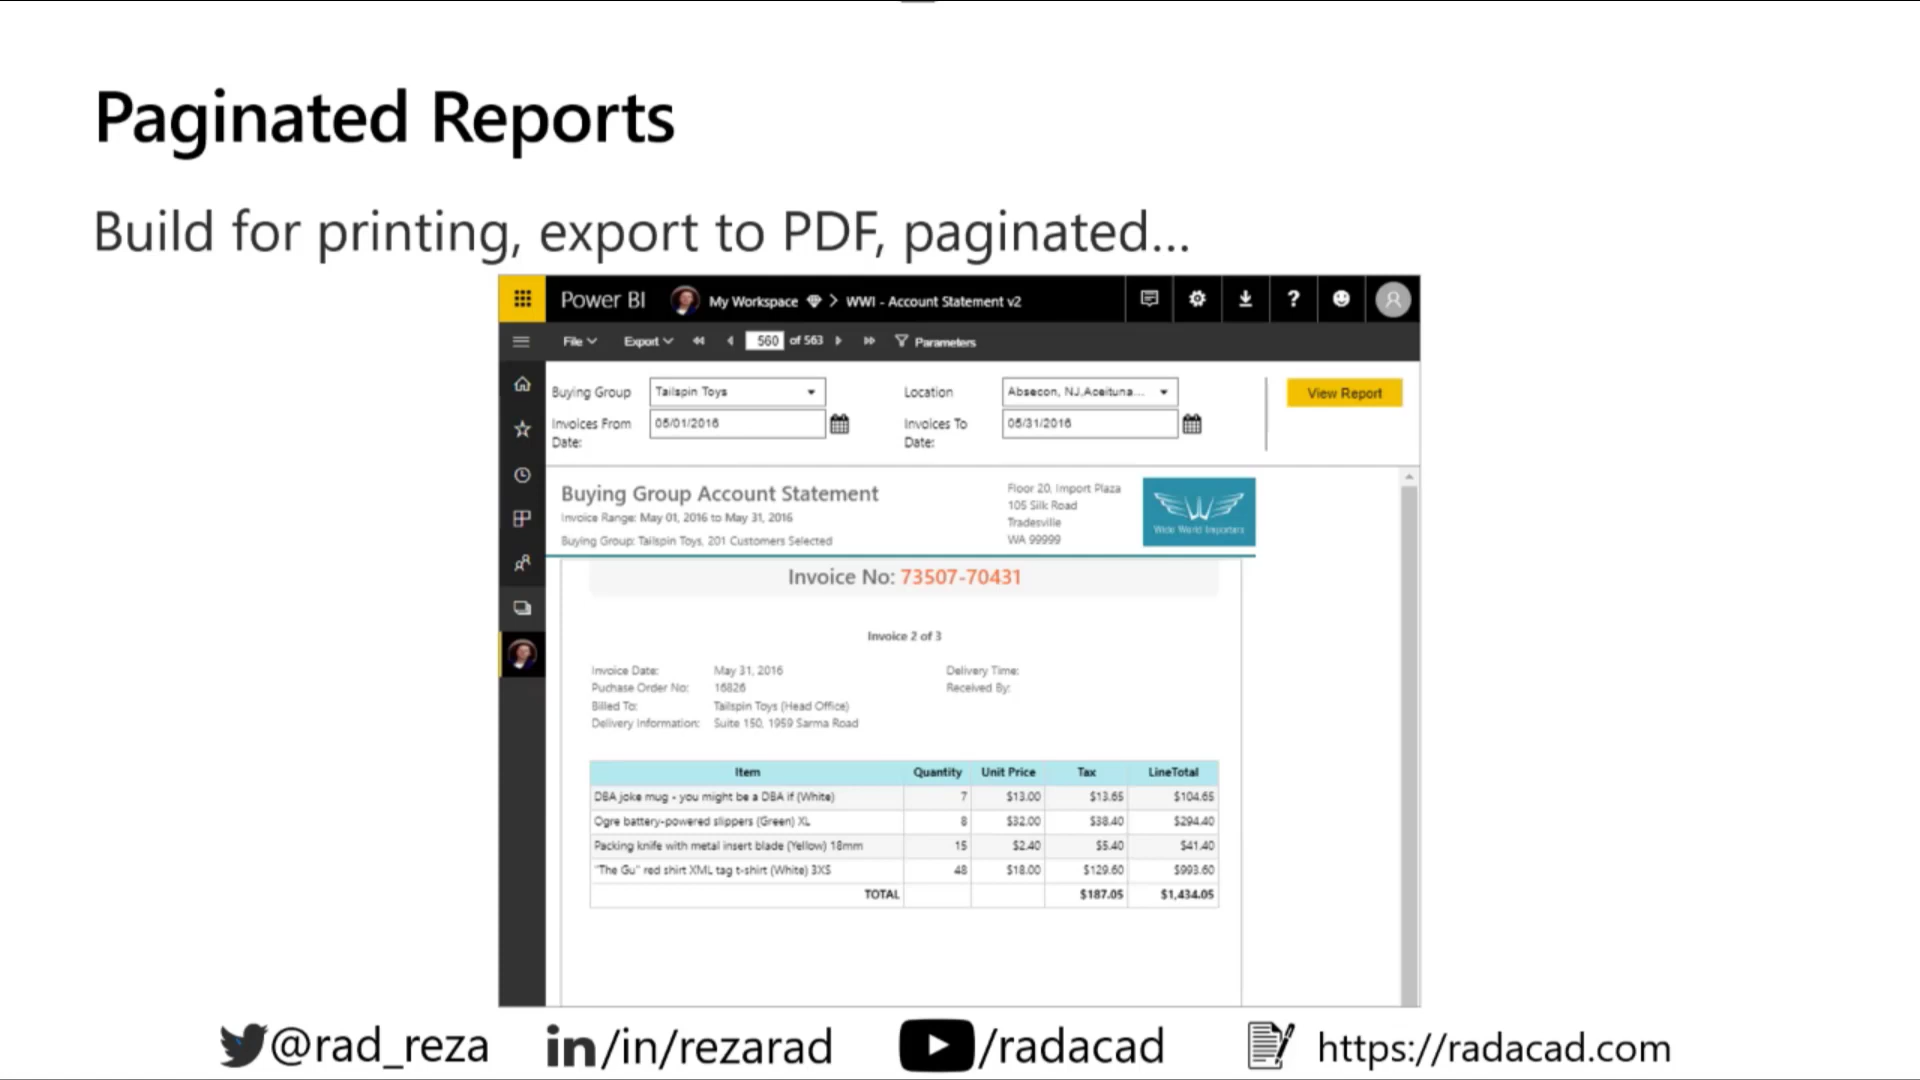 Paginated Reports
Build for printing, export to PDF, paginated...
Power BI My Workspace > WWI - Account Statement v2 ?
File Export 560 of 563 Parameters
Buying Group Tailspin Toys Location Absecon, NJ,Aceituna... View Report
Invoices From Date: 05/01/2016 Invoices To Date: 05/31/2016
Buying Group Account Statement
Invoice Range: May 01, 2016 to May 31, 2016
Buying Group: Tailspin Toys, 201 Customers Selected
Floor 20, Import Plaza
105 Silk Road
Tradesville
WA 99999
Wide World Importers
Invoice No: 73507-70431
Invoice 2 of 3
Invoice Date: May 31, 2016 Delivery Time:
Puchase Order No: 16826 Received By:
Billed To: Tailspin Toys (Head Office)
Delivery Information: Suite 150, 1959 Sarma Road
Item Quantity Unit Price Tax LineTotal
DBA joke mug - you might be a DBA if (White) 7 $13.00 $13.65 $104.65
Ogre battery-powered slippers (Green) XL 8 $32.00 $38.40 $294.40
Packing knife with metal insert blade (Yellow) 18mm 15 $2.40 $5.40 $41.40
"The Gu" red shirt XML tag t-shirt (White) 3XS 48 $18.00 $129.60 $993.60
TOTAL $187.05 $1,434.05
@rad_reza in/in/rezarad /radacad https://radacad.com